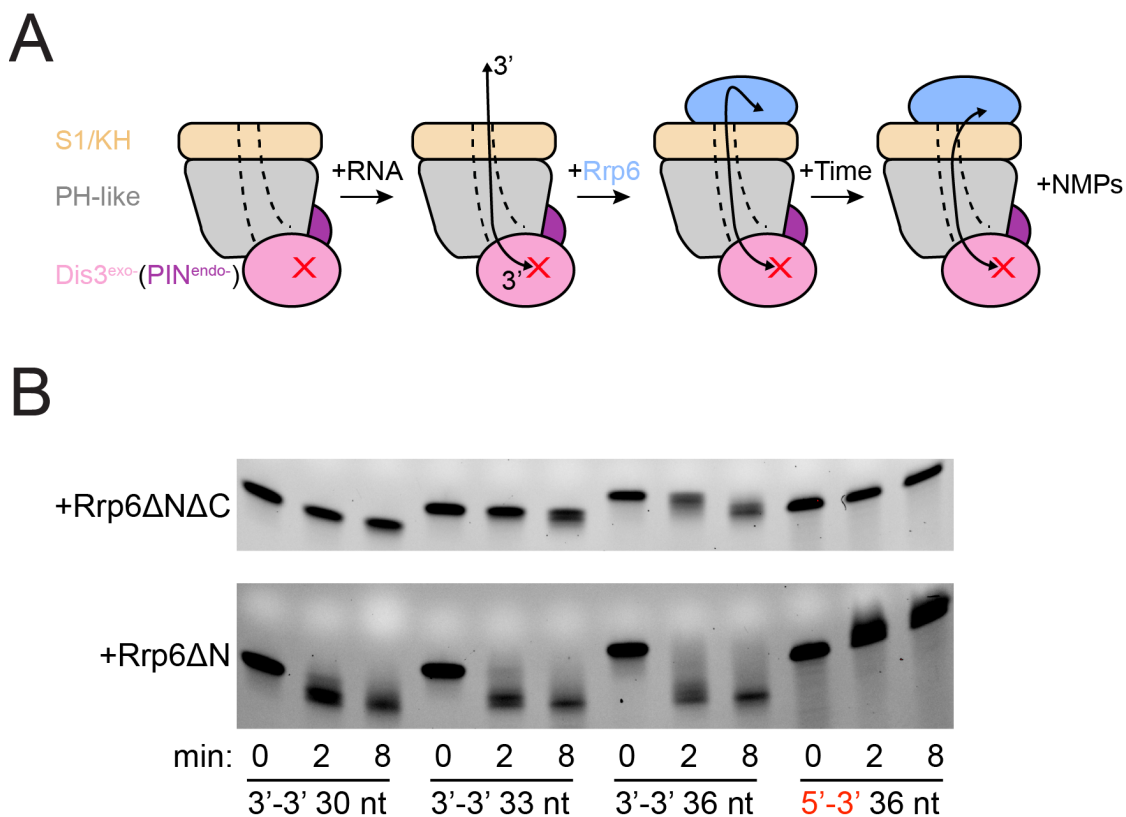 A
3’
S1/KH
+RNA
+Rrp6
+Time
+NMPs
PH-like
Dis3exo-(PINendo-)
3’
B
+Rrp6ΔNΔC
+Rrp6ΔN
min: 0 2 8 0 2 8 0 2 8 0 2 8
3’-3’ 30 nt 3’-3’ 33 nt 3’-3’ 36 nt 5’-3’ 36 nt